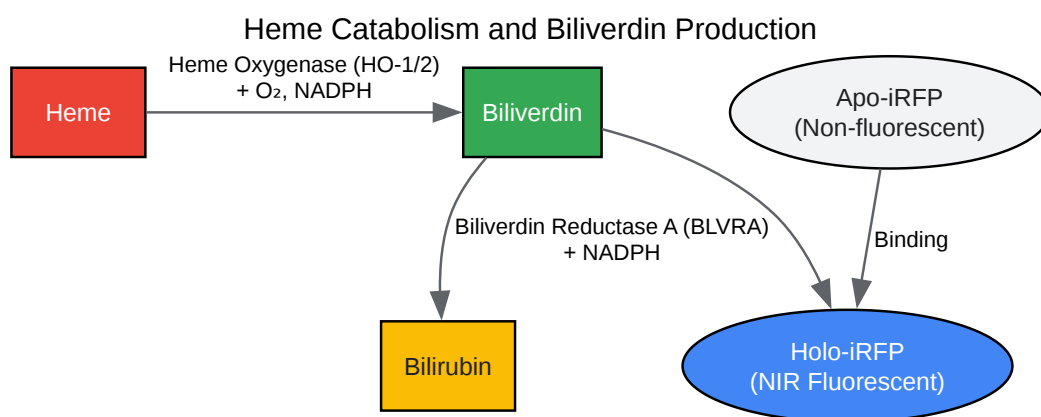 Heme Catabolism and Biliverdin Production
Heme Oxygenase (HO-1/2)
+ O₂, NADPH
Heme
Biliverdin
Apo-iRFP
(Non-fluorescent)
Biliverdin Reductase A (BLVRA)
+ NADPH
Binding
Bilirubin
Holo-iRFP
(NIR Fluorescent)